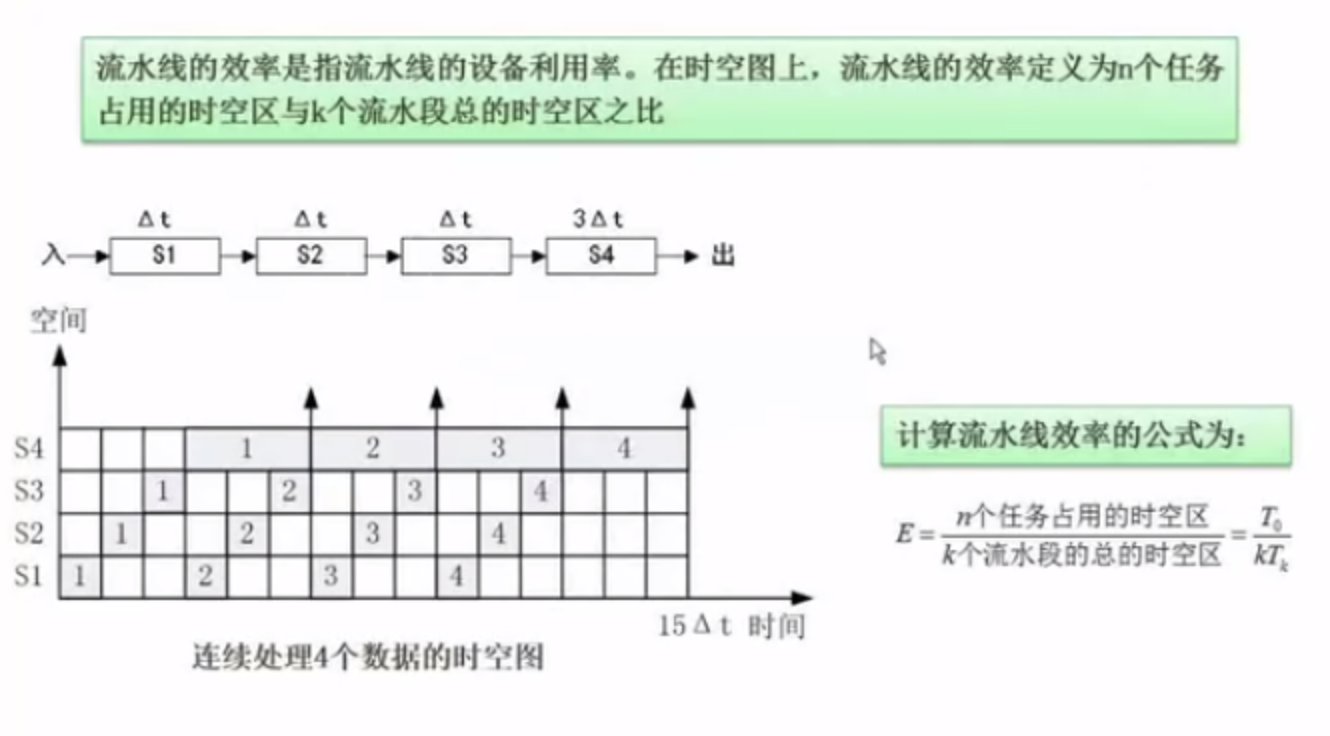 流水线的效率是指流水线的设备利用率。在时空图上，流水线的效率定义为n个任务
占用的时空区与k个流水段总的时空区之比
Δt Δt Δt 3Δt
入 S1 S2 S3 S4 出
空间
S4 1 2 3 4
S3 1 2 3 4
S2 1 2 3 4
S1 1 2 3 4
15Δt 时间
连续处理4个数据的时空图
计算流水线效率的公式为：
E = n个任务占用的时空区 / k个流水段的总的时空区 = T₀ / kTₖ